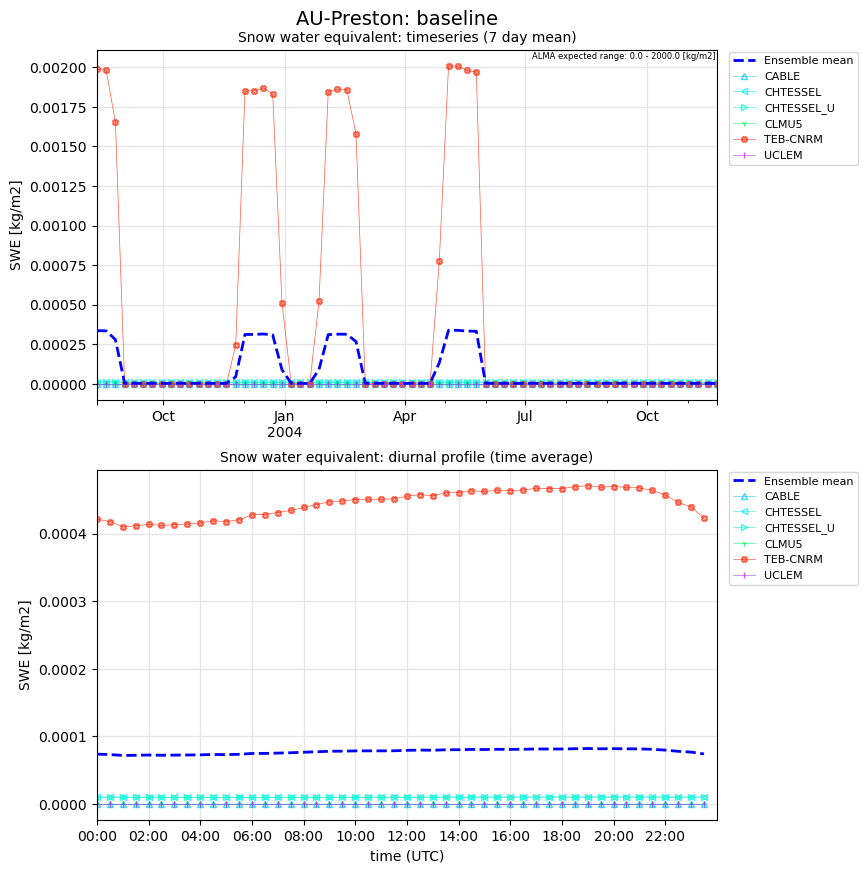 AU-Preston: baseline
Snow water equivalent: timeseries (7 day mean)
ALMA expected range: 0.0 - 2000.0 [kg/m2]
SWE [kg/m2]
0.00200
0.00175
0.00150
0.00125
0.00100
0.00075
0.00050
0.00025
0.00000
Oct
Jan
2004
Apr
Jul
Oct
Ensemble mean
CABLE
CHTESSEL
CHTESSEL_U
CLMU5
TEB-CNRM
UCLEM
Snow water equivalent: diurnal profile (time average)
SWE [kg/m2]
0.0004
0.0003
0.0002
0.0001
0.0000
00:00 02:00 04:00 06:00 08:00 10:00 12:00 14:00 16:00 18:00 20:00 22:00
time (UTC)
Ensemble mean
CABLE
CHTESSEL
CHTESSEL_U
CLMU5
TEB-CNRM
UCLEM